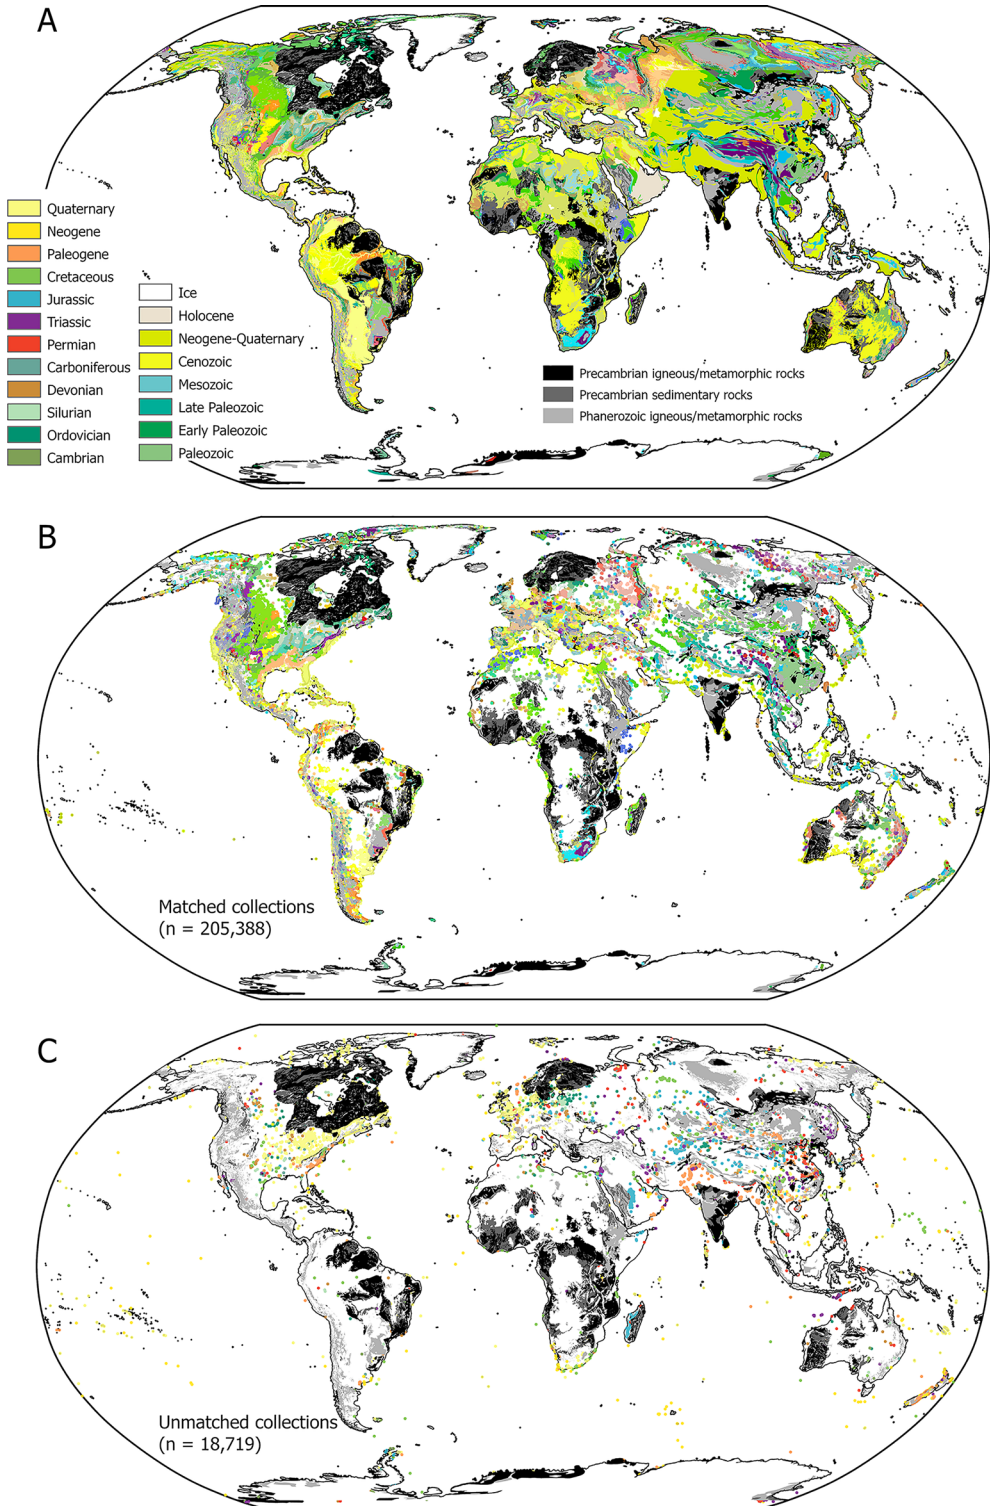 A
Quaternary
Neogene
Paleogene
Cretaceous
Jurassic
Triassic
Permian
Carboniferous
Devonian
Silurian
Ordovician
Cambrian
Ice
Holocene
Neogene-Quaternary
Cenozoic
Mesozoic
Late Paleozoic
Early Paleozoic
Paleozoic
Precambrian igneous/metamorphic rocks
Precambrian sedimentary rocks
Phanerozoic igneous/metamorphic rocks
B
Matched collections
(n = 205,388)
C
Unmatched collections
(n = 18,719)